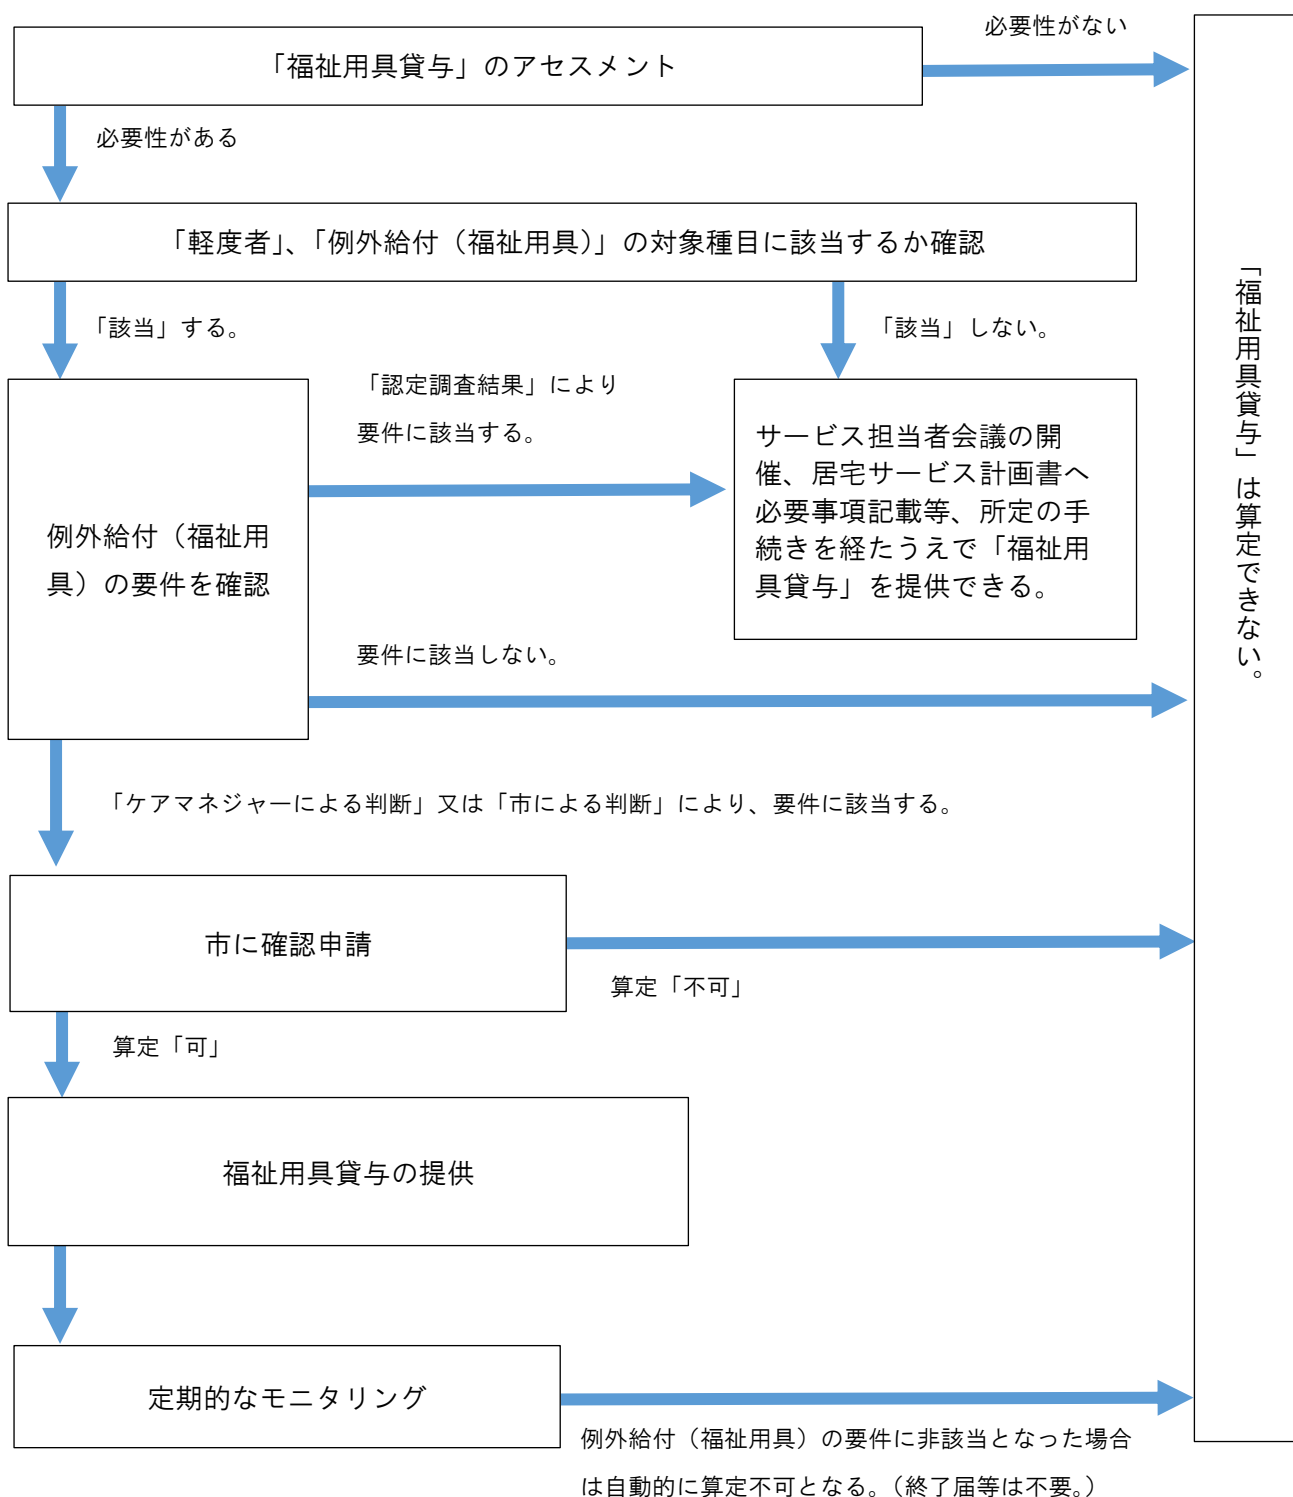 必要性がない
「福祉用具貸与」のアセスメント
必要性がある
「軽度者」、「例外給付（福祉用具）」の対象種目に該当するか確認
「該当」する。
「該当」しない。
「認定調査結果」により
要件に該当する。
サービス担当者会議の開
催、居宅サービス計画書へ
必要事項記載等、所定の手
続きを経たうえで「福祉用
具貸与」を提供できる。
例外給付（福祉用
具）の要件を確認
要件に該当しない。
「ケアマネジャーによる判断」又は「市による判断」により、要件に該当する。
市に確認申請
算定「不可」
算定「可」
福祉用具貸与の提供
定期的なモニタリング
例外給付（福祉用具）の要件に非該当となった場合
は自動的に算定不可となる。（終了届等は不要。）
「福祉用具貸与」は算定できない。